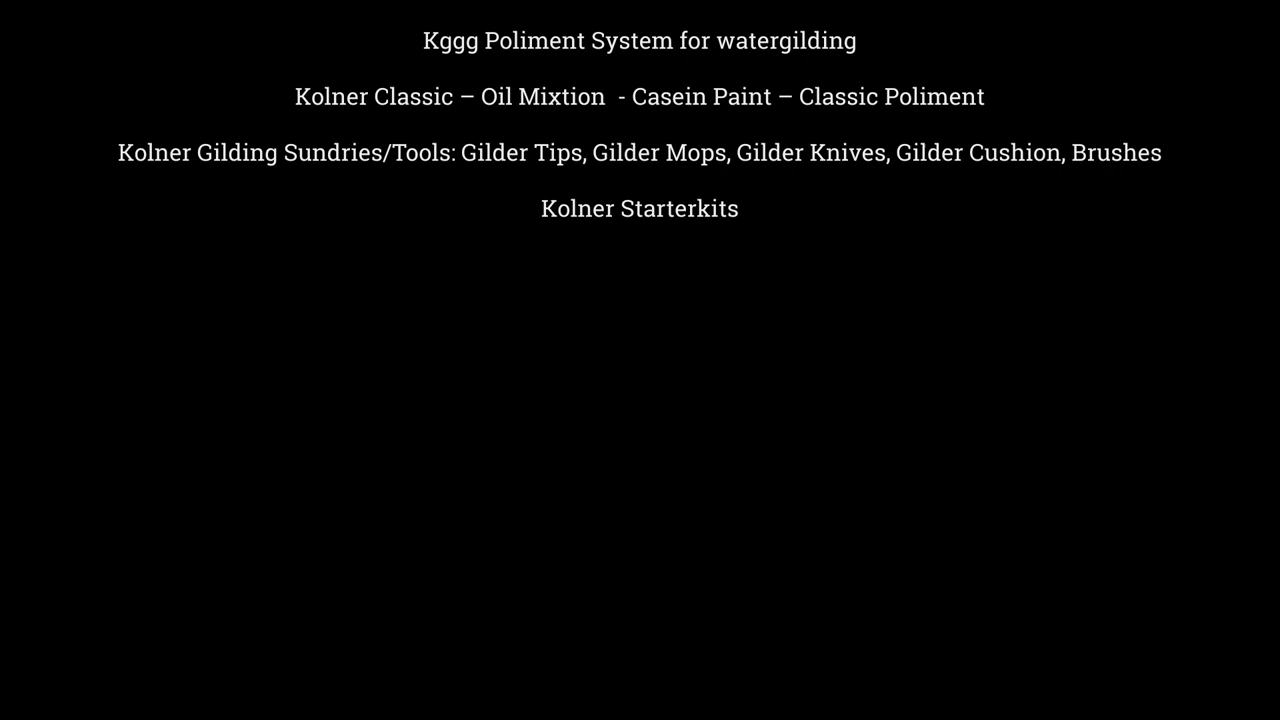 Kggg Poliment System for watergilding
Kolner Classic – Oil Mixtion  - Casein Paint – Classic Poliment
Kolner Gilding Sundries/Tools: Gilder Tips, Gilder Mops, Gilder Knives, Gilder Cushion, Brushes
Kolner Starterkits